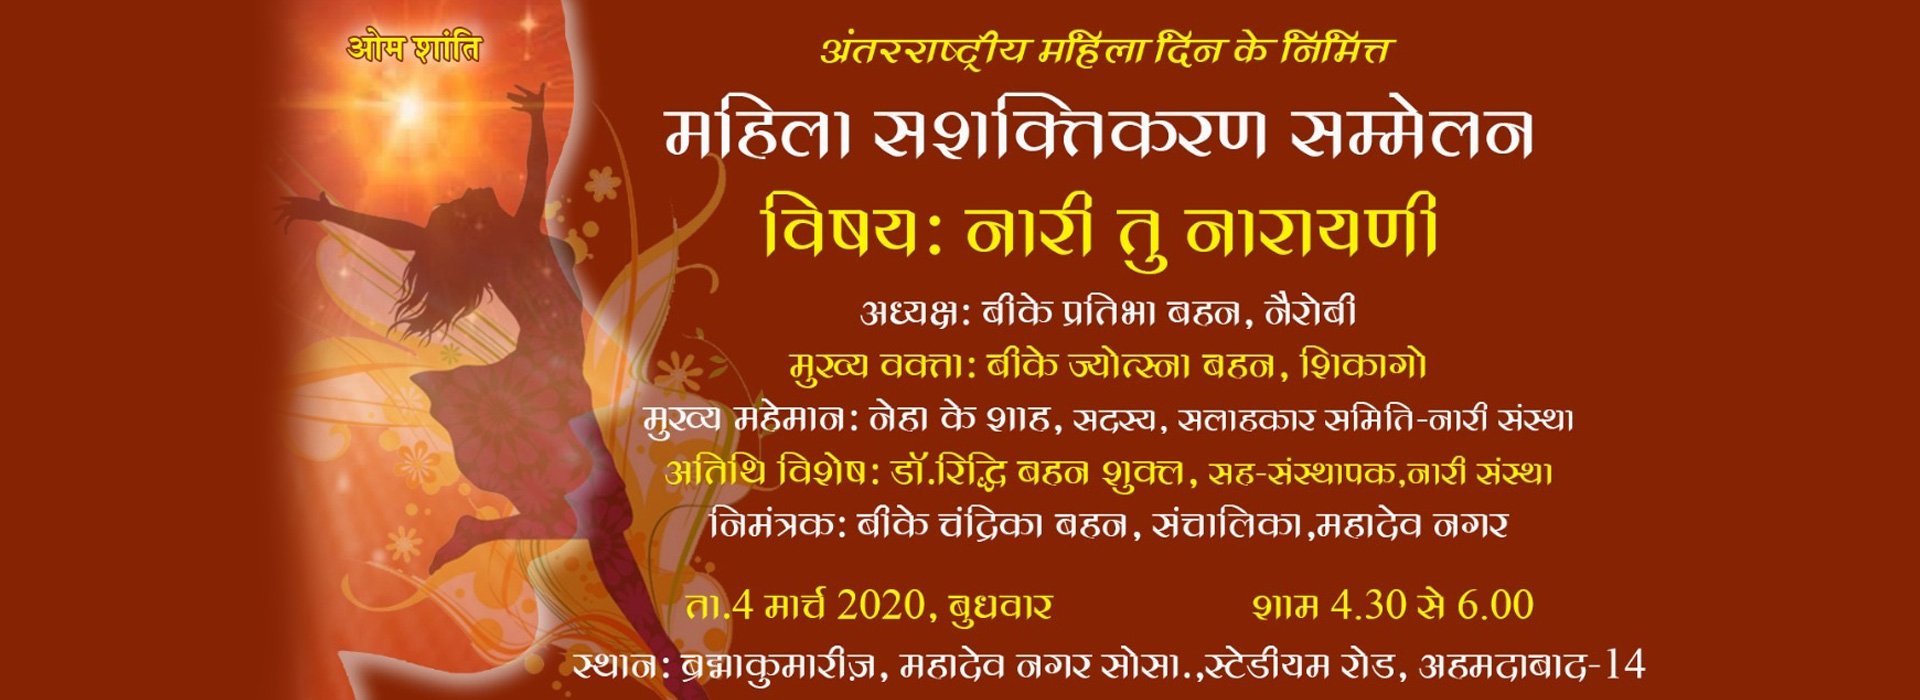 ओम शांति
अंतरराष्ट्रीय महिला दिन के निमित्त
महिला सशक्तिकरण सम्मेलन
विषय: नारी तु नारायणी
अध्यक्ष: बीके प्रतिभा बहन, नैरोबी
मुख्य वक्ता: बीके ज्योत्स्ना बहन, शिकागो
मुख्य महेमान: नेहा के शाह, सदस्य, सलाहकार समिति-नारी संस्था
अतिथि विशेष: डॉ.रिद्धि बहन शुक्ल, सह-संस्थापक,नारी संस्था
निमंत्रक: बीके चंद्रिका बहन, संचालिका,महादेव नगर
ता.4 मार्च 2020, बुधवार शाम 4.30 से 6.00
स्थान: ब्रह्माकुमारीज़, महादेव नगर सोसा.,स्टेडीयम रोड, अहमदाबाद-14